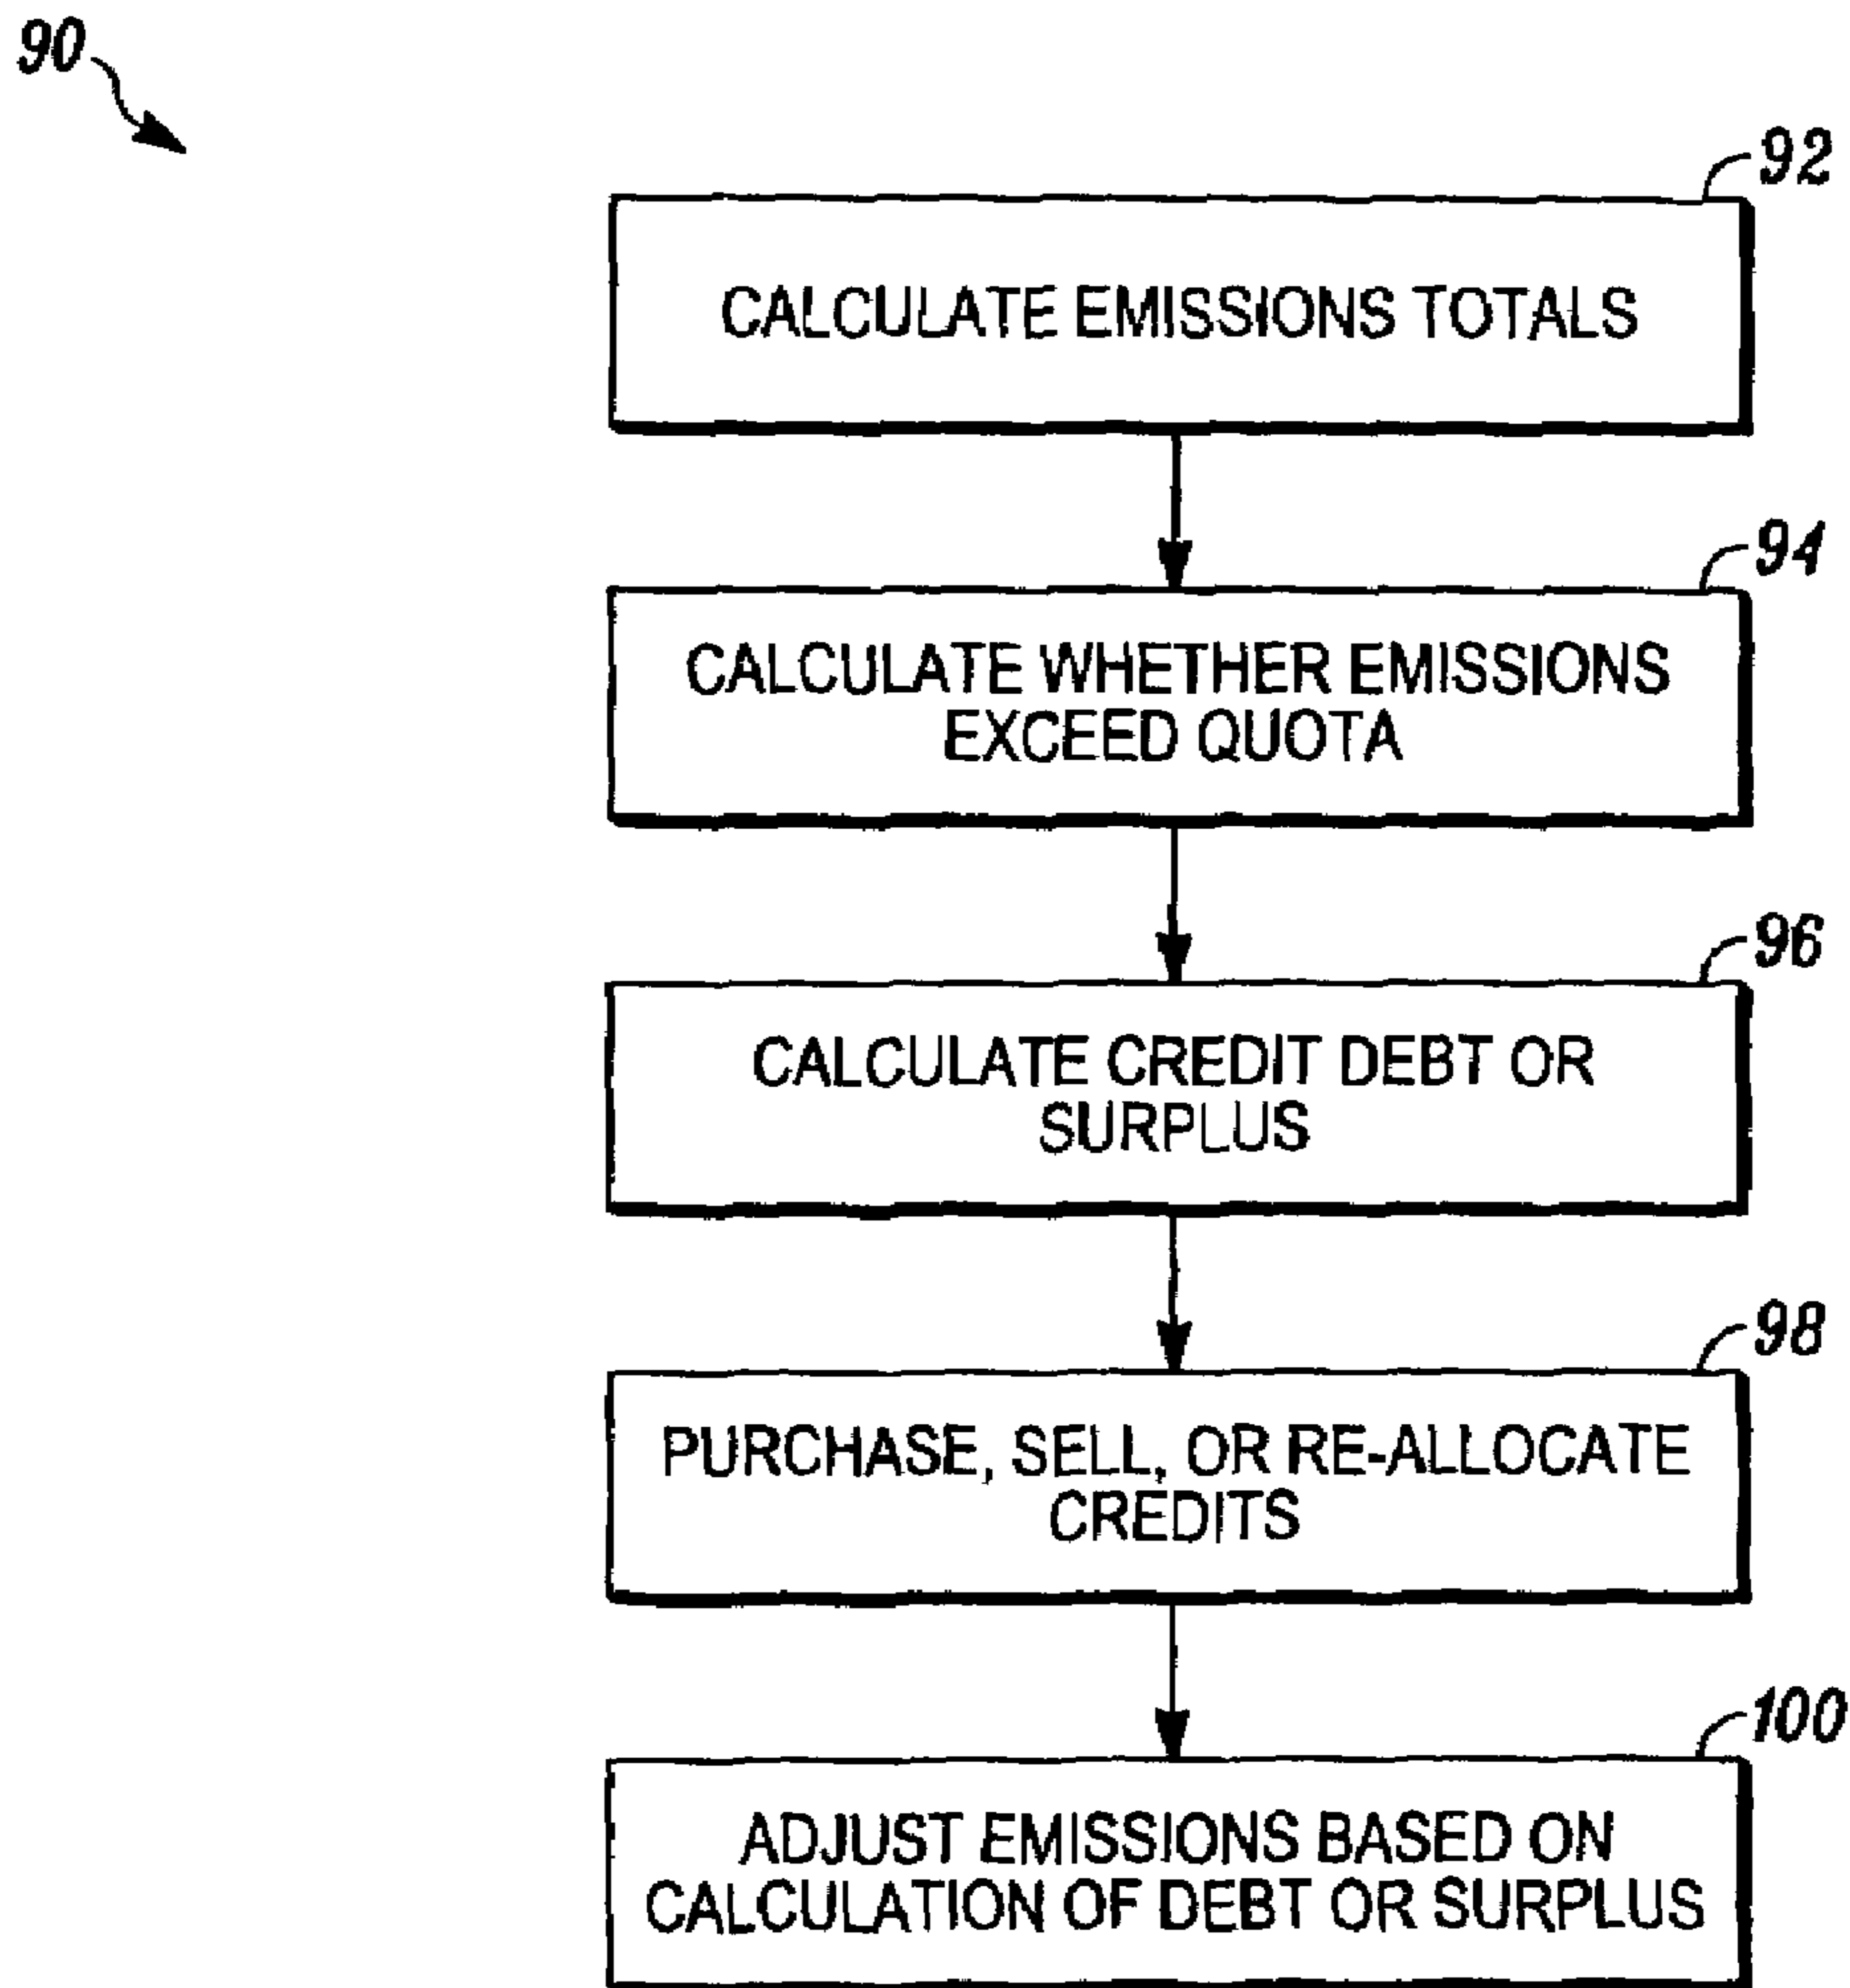 90
92
CALCULATE EMISSIONS TOTALS
94
CALCULATE WHETHER EMISSIONS
EXCEED QUOTA
96
CALCULATE CREDIT DEBT OR
SURPLUS
98
PURCHASE, SELL, OR RE-ALLOCATE
CREDITS
100
ADJUST EMISSIONS BASED ON
CALCULATION OF DEBT OR SURPLUS